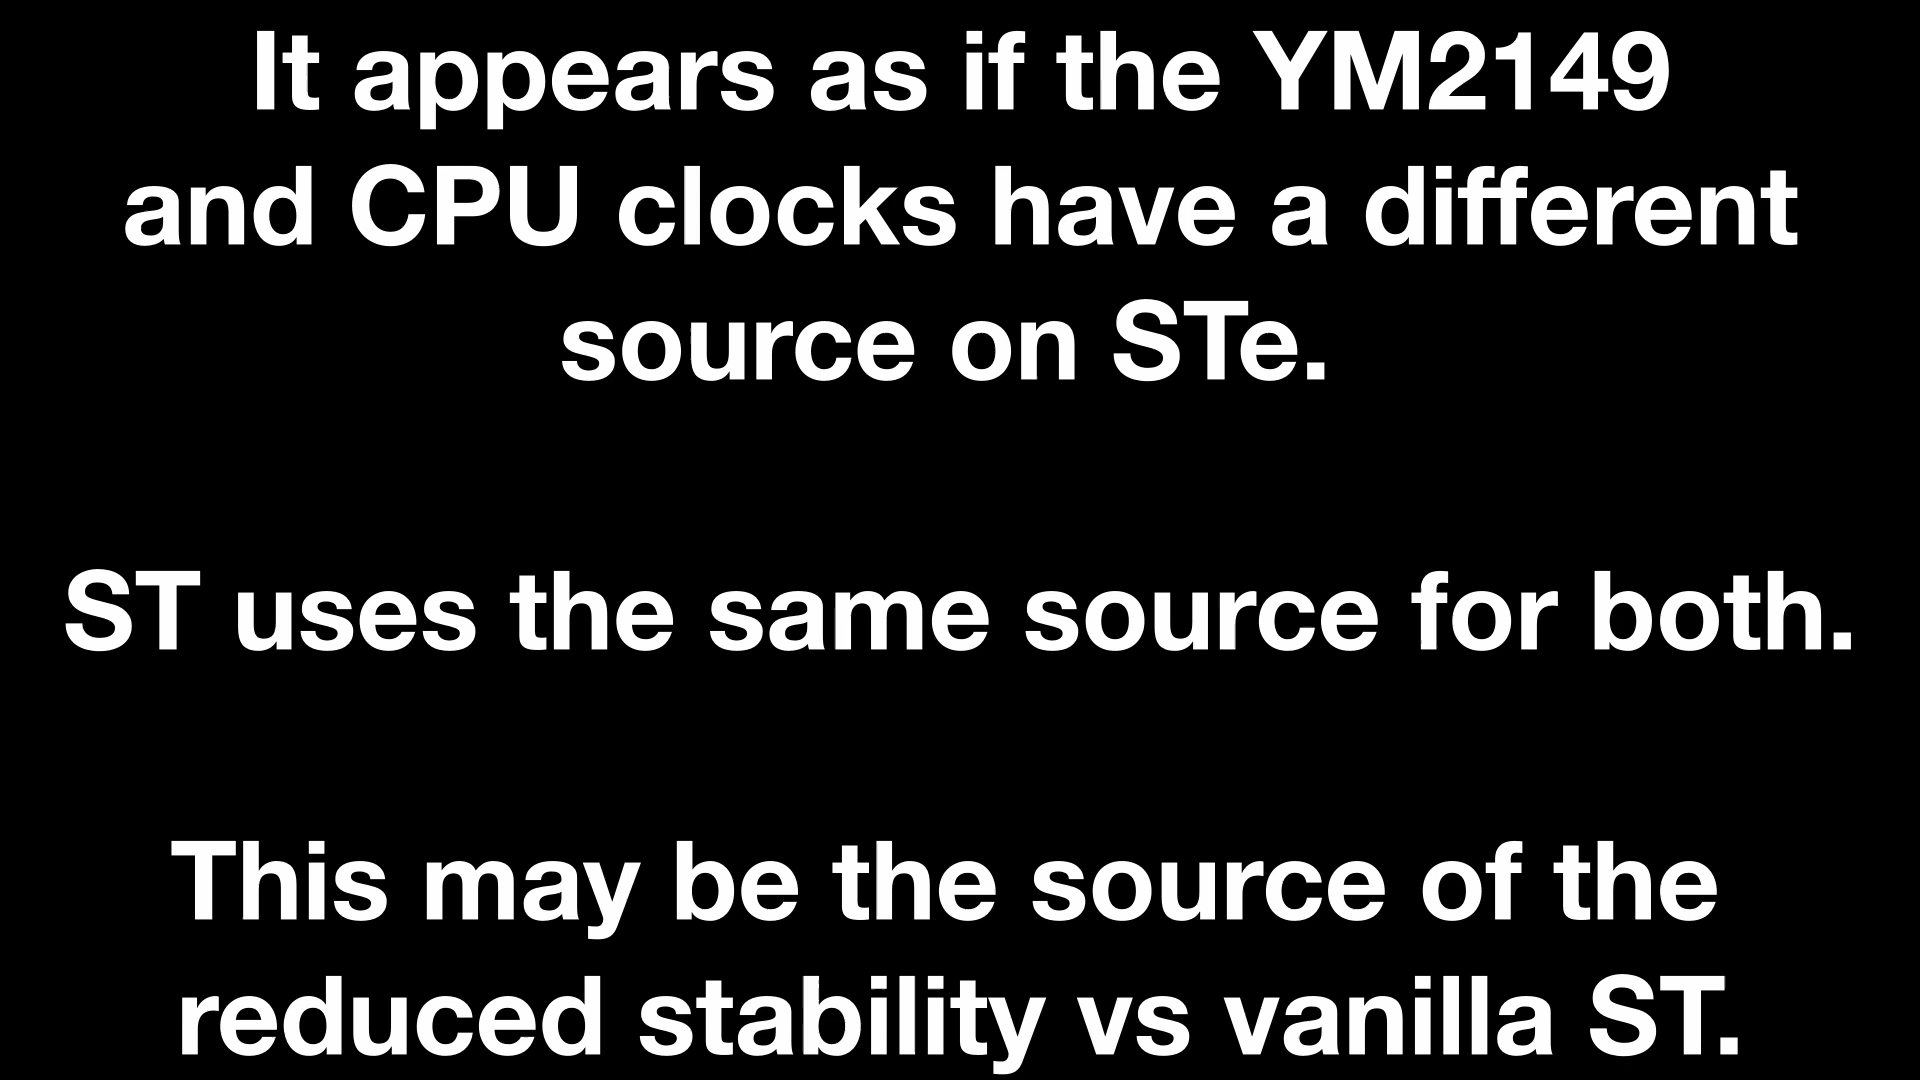 It appears as if the YM2149
and CPU clocks have a different
source on STe.
ST uses the same source for both.
This may be the source of the
reduced stability vs vanilla ST.